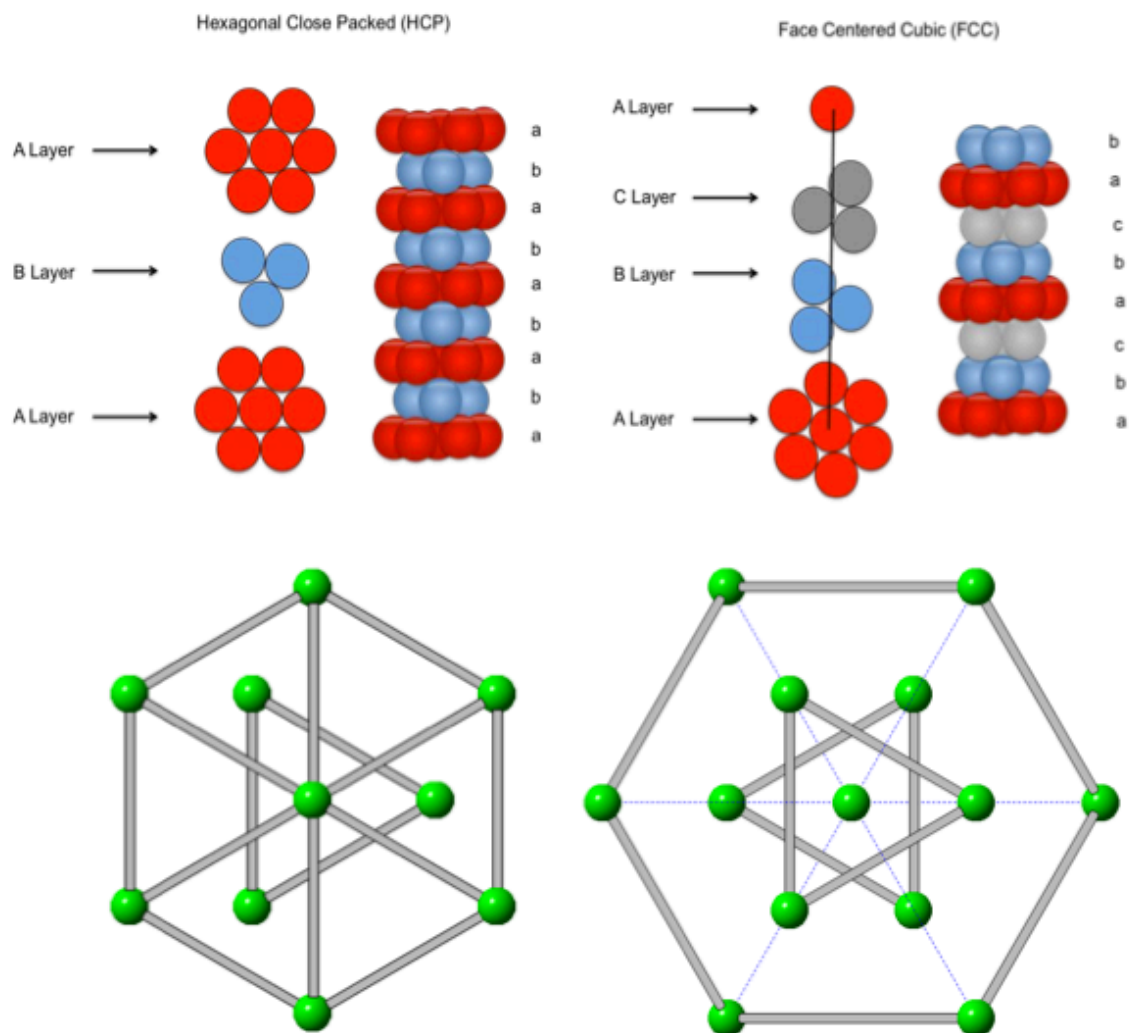 Hexagonal Close Packed (HCP)
A Layer
B Layer
A Layer
a
b
a
b
a
b
a
b
a
Face Centered Cubic (FCC)
A Layer
C Layer
B Layer
A Layer
b
a
c
b
a
c
b
a